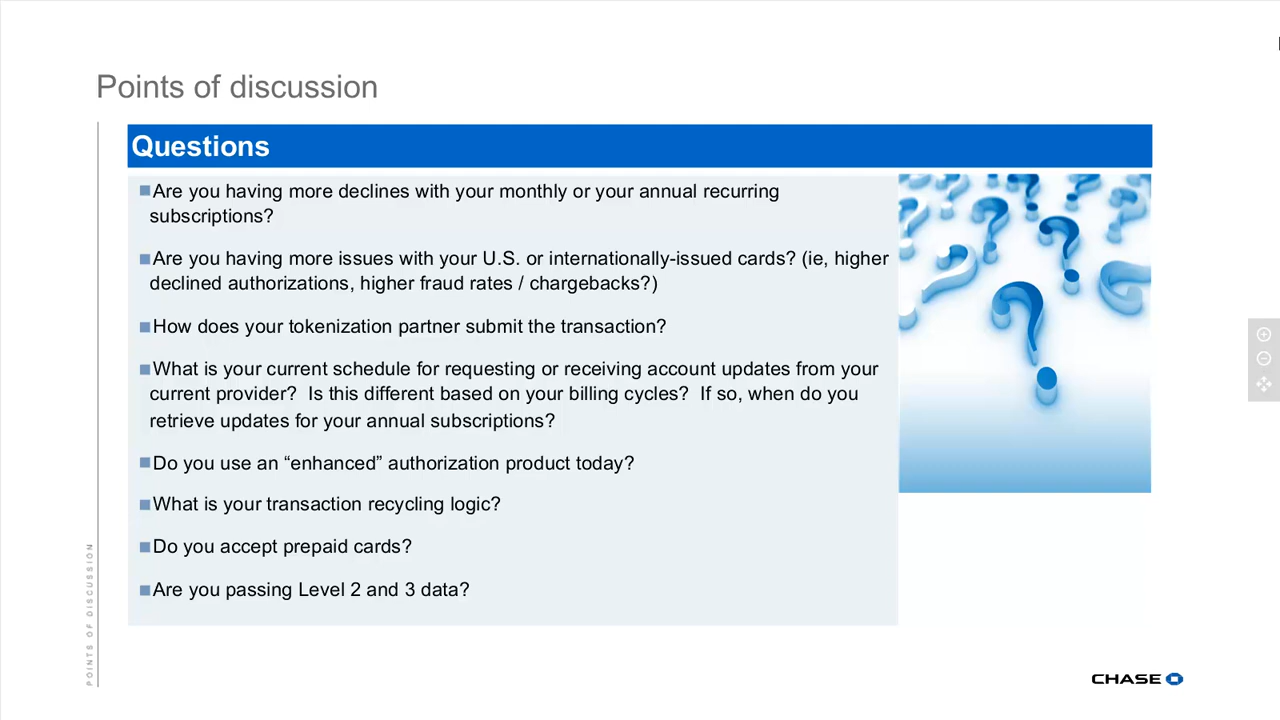 Points of discussion
Questions
Are you having more declines with your monthly or your annual recurring
subscriptions?
Are you having more issues with your U.S. or internationally-issued cards? (ie, higher
declined authorizations, higher fraud rates / chargebacks?)
How does your tokenization partner submit the transaction?
What is your current schedule for requesting or receiving account updates from your
current provider?  Is this different based on your billing cycles?  If so, when do you
retrieve updates for your annual subscriptions?
Do you use an “enhanced” authorization product today?
What is your transaction recycling logic?
Do you accept prepaid cards?
Are you passing Level 2 and 3 data?
POINTS OF DISCUSSION
CHASE